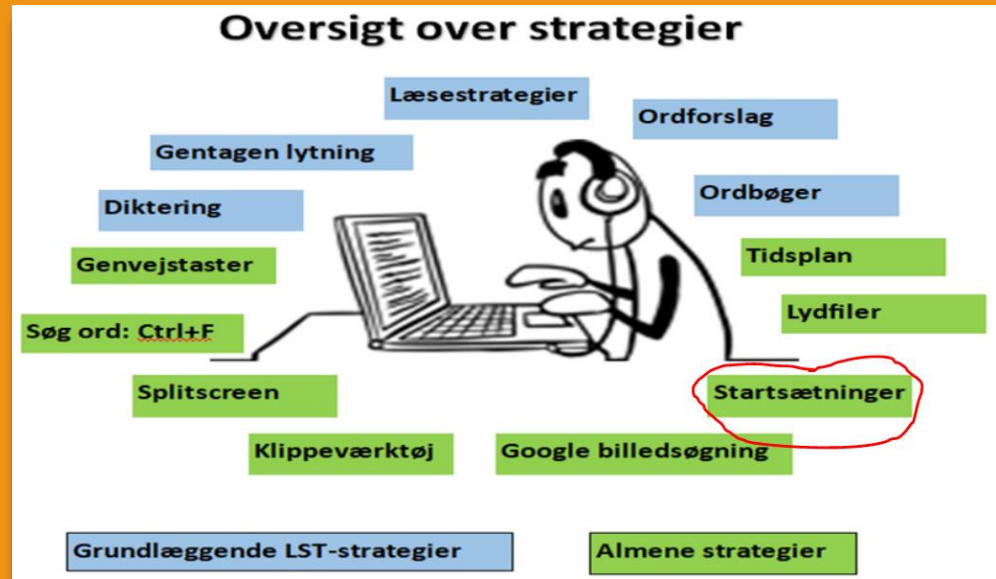 Oversigt over strategier
Læsestrategier
Ordforslag
Gentagen lytning
Ordbøger
Diktering
Tidsplan
Genvejstaster
Lydfiler
Søg ord: Ctrl+F
Splitscreen
Startsætninger
Klippeværktøj
Google billedsøgning
Grundlæggende LST-strategier
Almene strategier